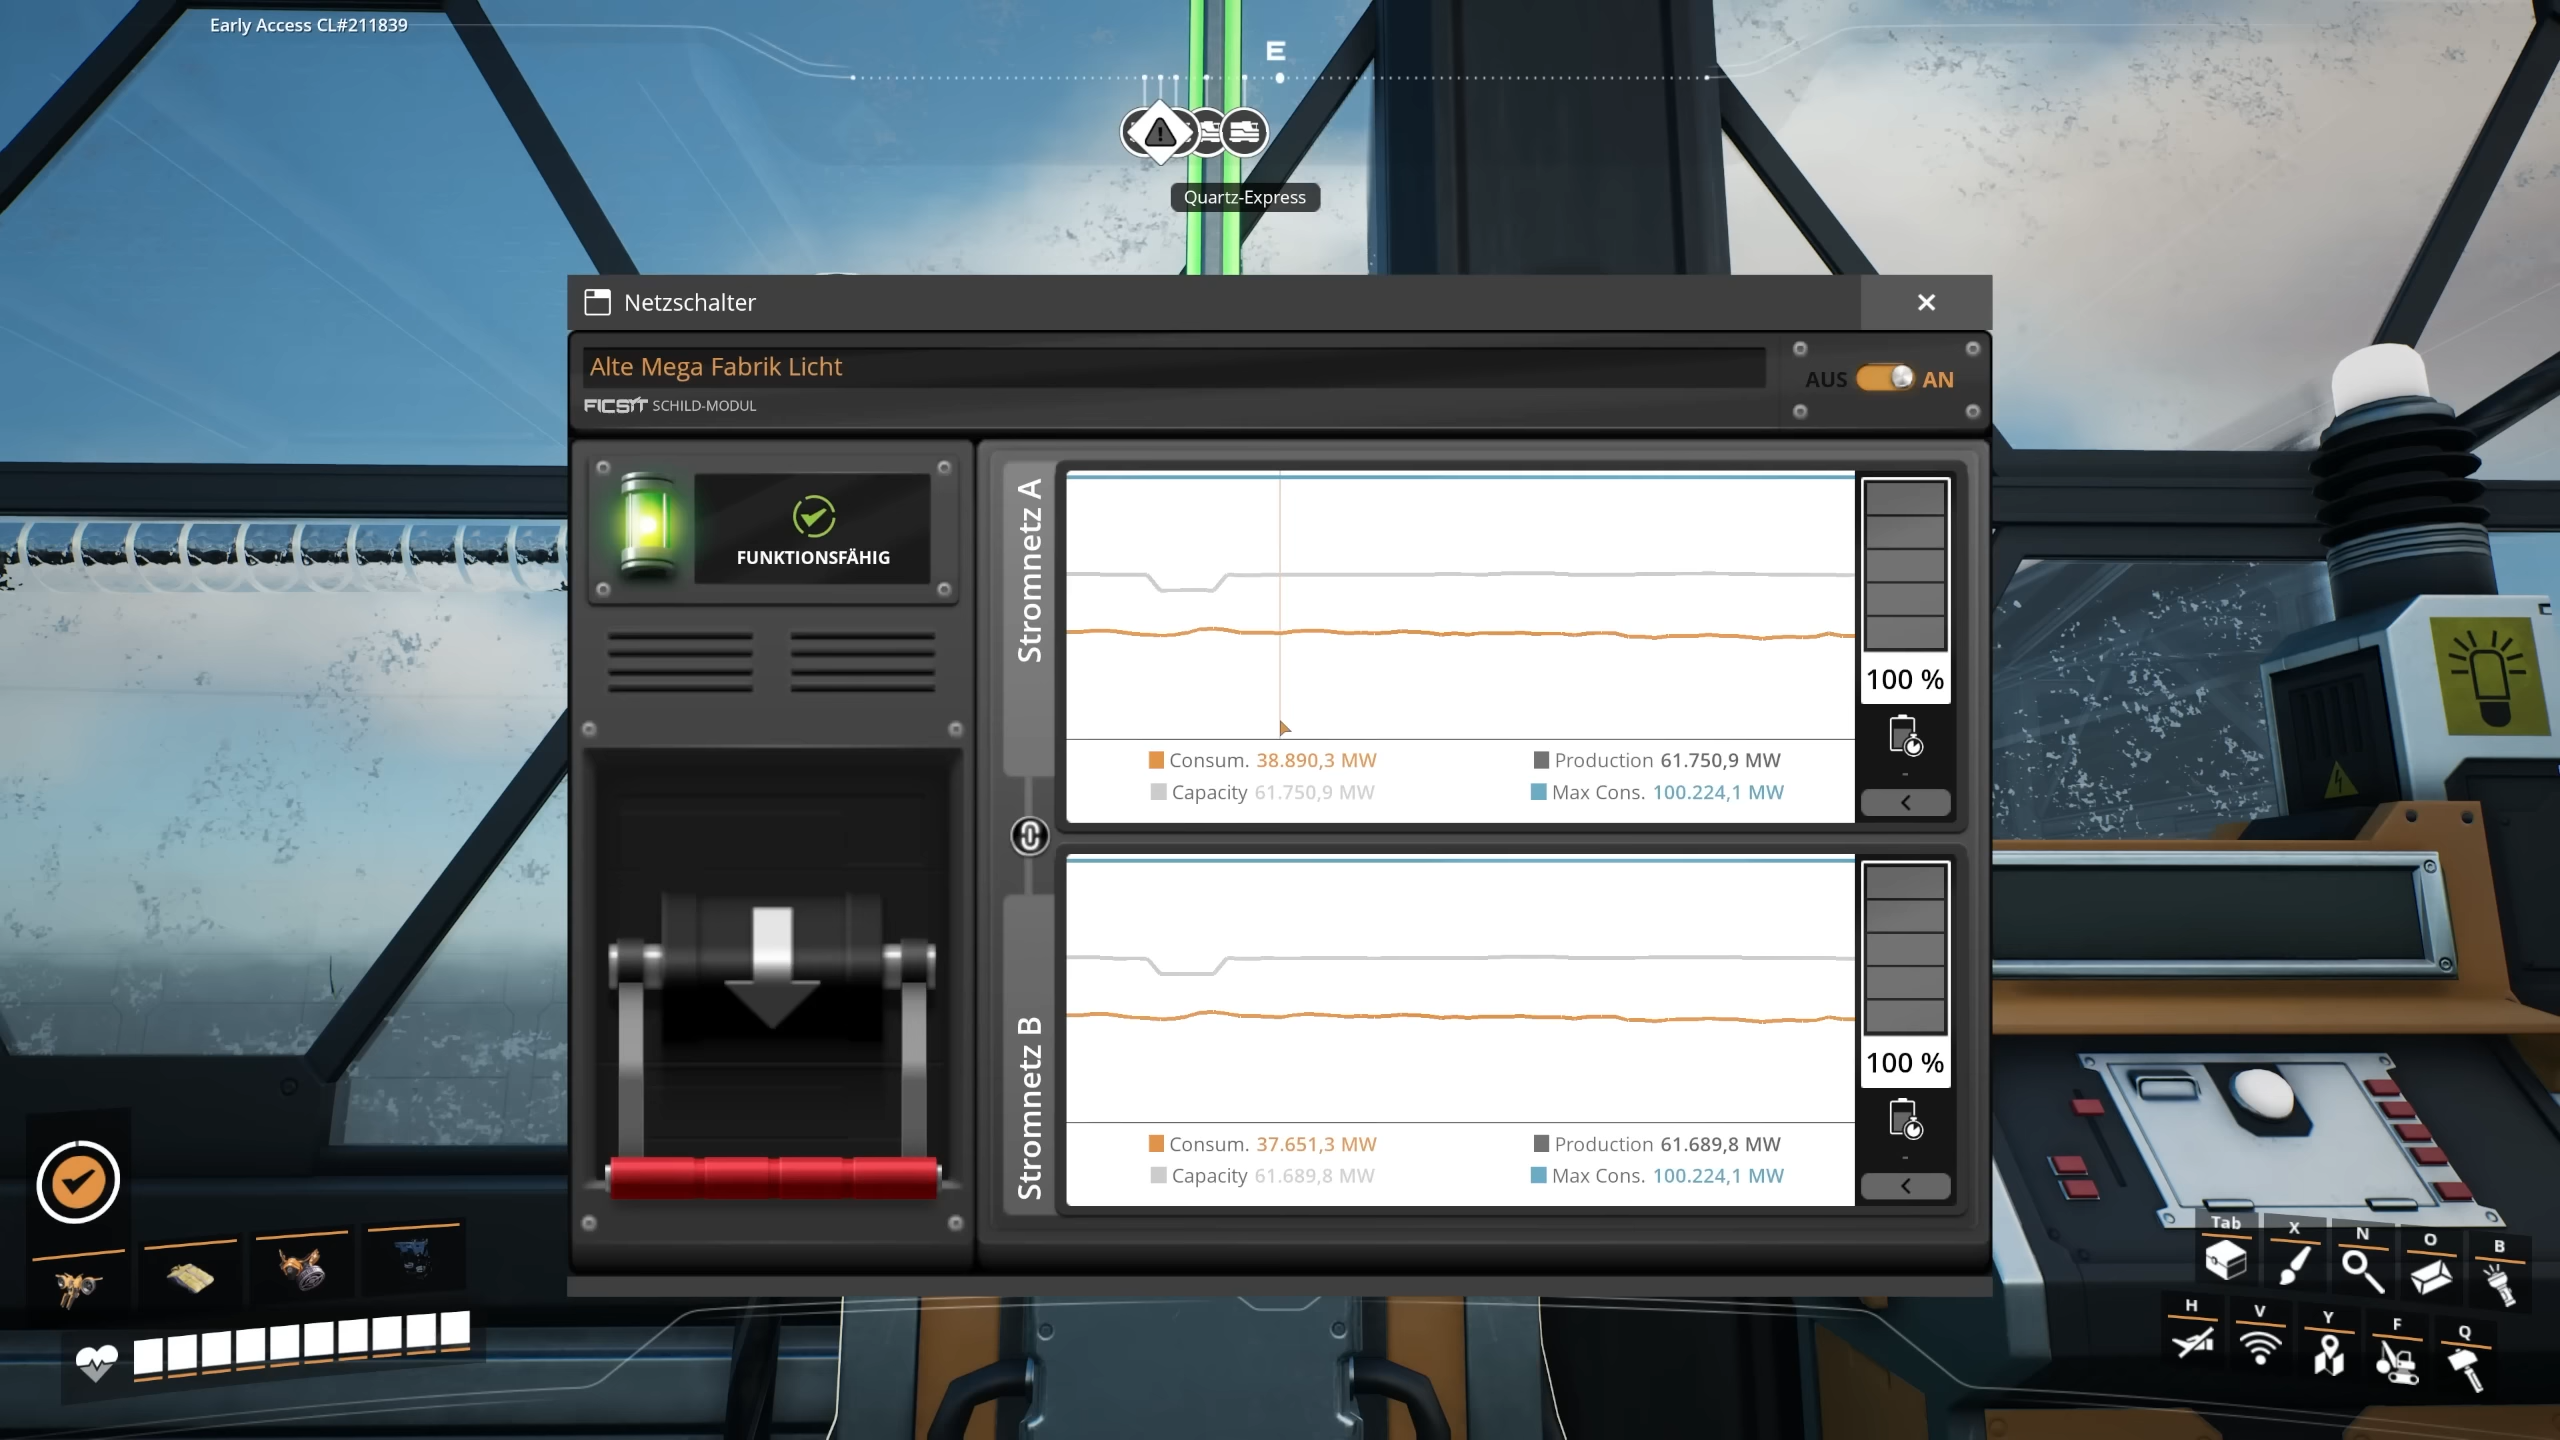 Early Access CL#211839
E
Quartz-Express
Netzschalter
Alte Mega Fabrik Licht
FICSIT SCHILD-MODUL
AUS AN
FUNKTIONSFÄHIG
Stromnetz A
100 %
Consum. 38.890,3 MW
Production 61.750,9 MW
Capacity 61.750,9 MW
Max Cons. 100.224,1 MW
-
Stromnetz B
100 %
Consum. 37.651,3 MW
Production 61.689,8 MW
Capacity 61.689,8 MW
Max Cons. 100.224,1 MW
-
Tab X N O B
H V Y F Q